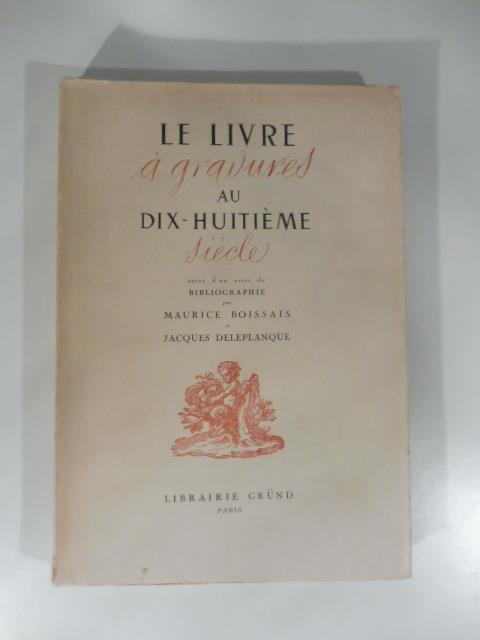 LE LIVRE
à gravures
AU
DIX-HUITIÈME
siècle
suivi d'un essai de
BIBLIOGRAPHIE
par
MAURICE BOISSAIS
et
JACQUES DELEPLANQUE
LIBRAIRIE GRÜND
PARIS